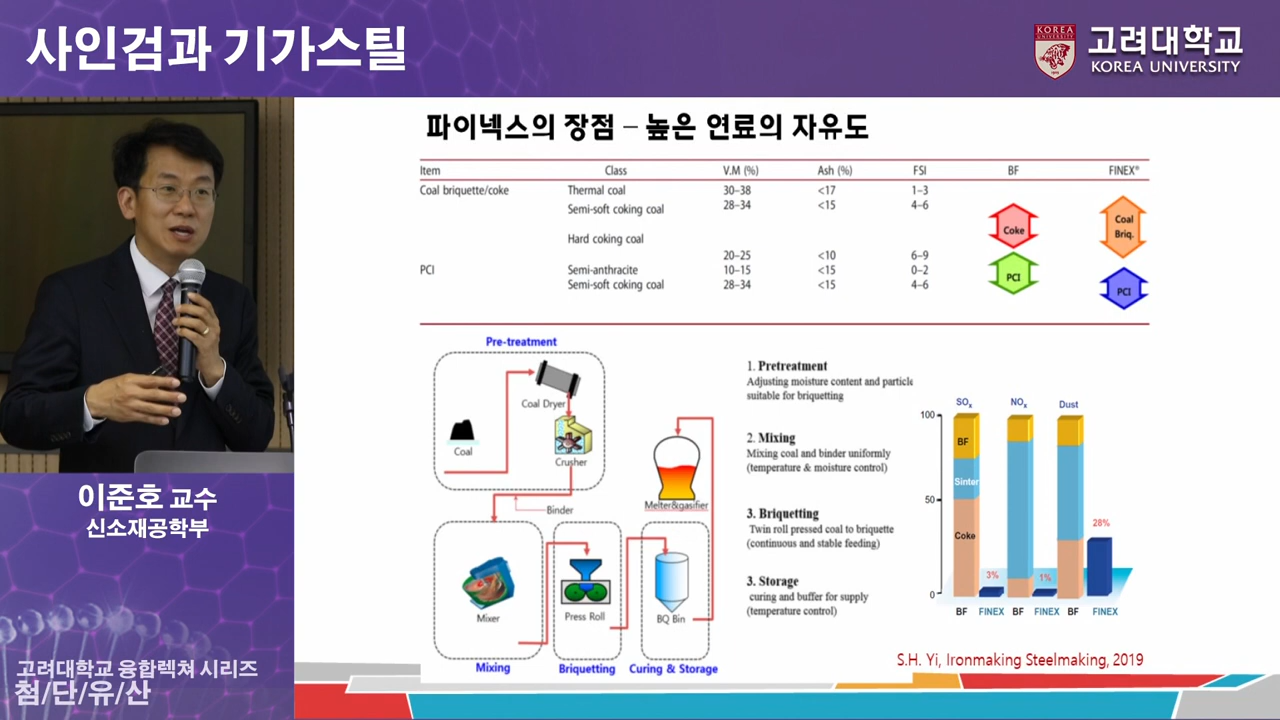 사인검과 기가스틸
KOREA
UNIVERSITY
고려대학교
KOREA UNIVERSITY
파이넥스의 장점 – 높은 연료의 자유도
Item Class V.M (%) Ash (%) FSI BF FINEX®
Coal briquette/coke Thermal coal 30–38 <17 1–3
Semi-soft coking coal 28–34 <15 4–6
Hard coking coal
20–25 <10 6–9
PCI Semi-anthracite 10–15 <15 0–2
Semi-soft coking coal 28–34 <15 4–6
Coke
PCI
Coal
Briq.
PCI
Pre-treatment
Coal Dryer
Coal
Crusher
Binder
Melter&gasifier
Mixer
Press Roll
BQ Bin
Mixing
Briquetting
Curing & Storage
1. Pretreatment
Adjusting moisture content and particle
suitable for briquetting
2. Mixing
Mixing coal and binder uniformly
(temperature & moisture control)
3. Briquetting
Twin roll pressed coal to briquette
(continuous and stable feeding)
3. Storage
curing and buffer for supply
(temperature control)
SOx NOx Dust
100
50
0
BF
Sinter
Coke
3%
1%
28%
BF FINEX BF FINEX BF FINEX
S.H. Yi, Ironmaking Steelmaking, 2019
이준호 교수
신소재공학부
고려대학교 융합렉쳐 시리즈
첨/단/유/산